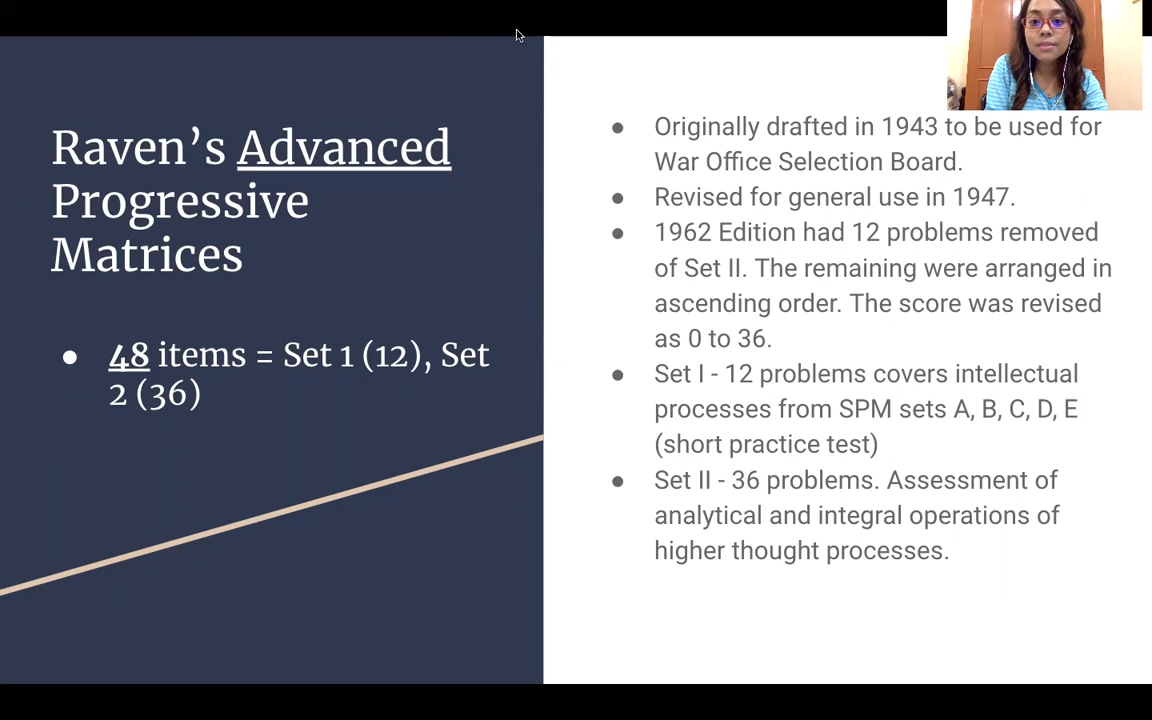 Raven's Advanced
Progressive
Matrices
● 48 items = Set 1 (12), Set
2 (36)
● Originally drafted in 1943 to be used for
War Office Selection Board.
● Revised for general use in 1947.
● 1962 Edition had 12 problems removed
of Set II. The remaining were arranged in
ascending order. The score was revised
as 0 to 36.
● Set I - 12 problems covers intellectual
processes from SPM sets A, B, C, D, E
(short practice test)
● Set II - 36 problems. Assessment of
analytical and integral operations of
higher thought processes.